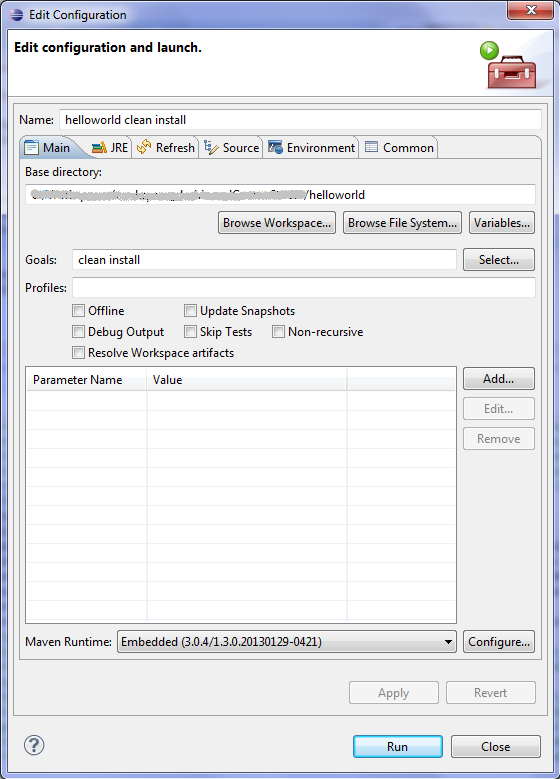 Edit Configuration
Edit configuration and launch.
Name: helloworld clean install
Main JRE Refresh Source Environment Common
Base directory:
/helloworld
Browse Workspace... Browse File System... Variables...
Goals: clean install Select...
Profiles:
Offline Update Snapshots
Debug Output Skip Tests Non-recursive
Resolve Workspace artifacts
Parameter Name Value Add...
Edit...
Remove
Maven Runtime: Embedded (3.0.4/1.3.0.20130129-0421) Configure...
Apply Revert
? Run Close